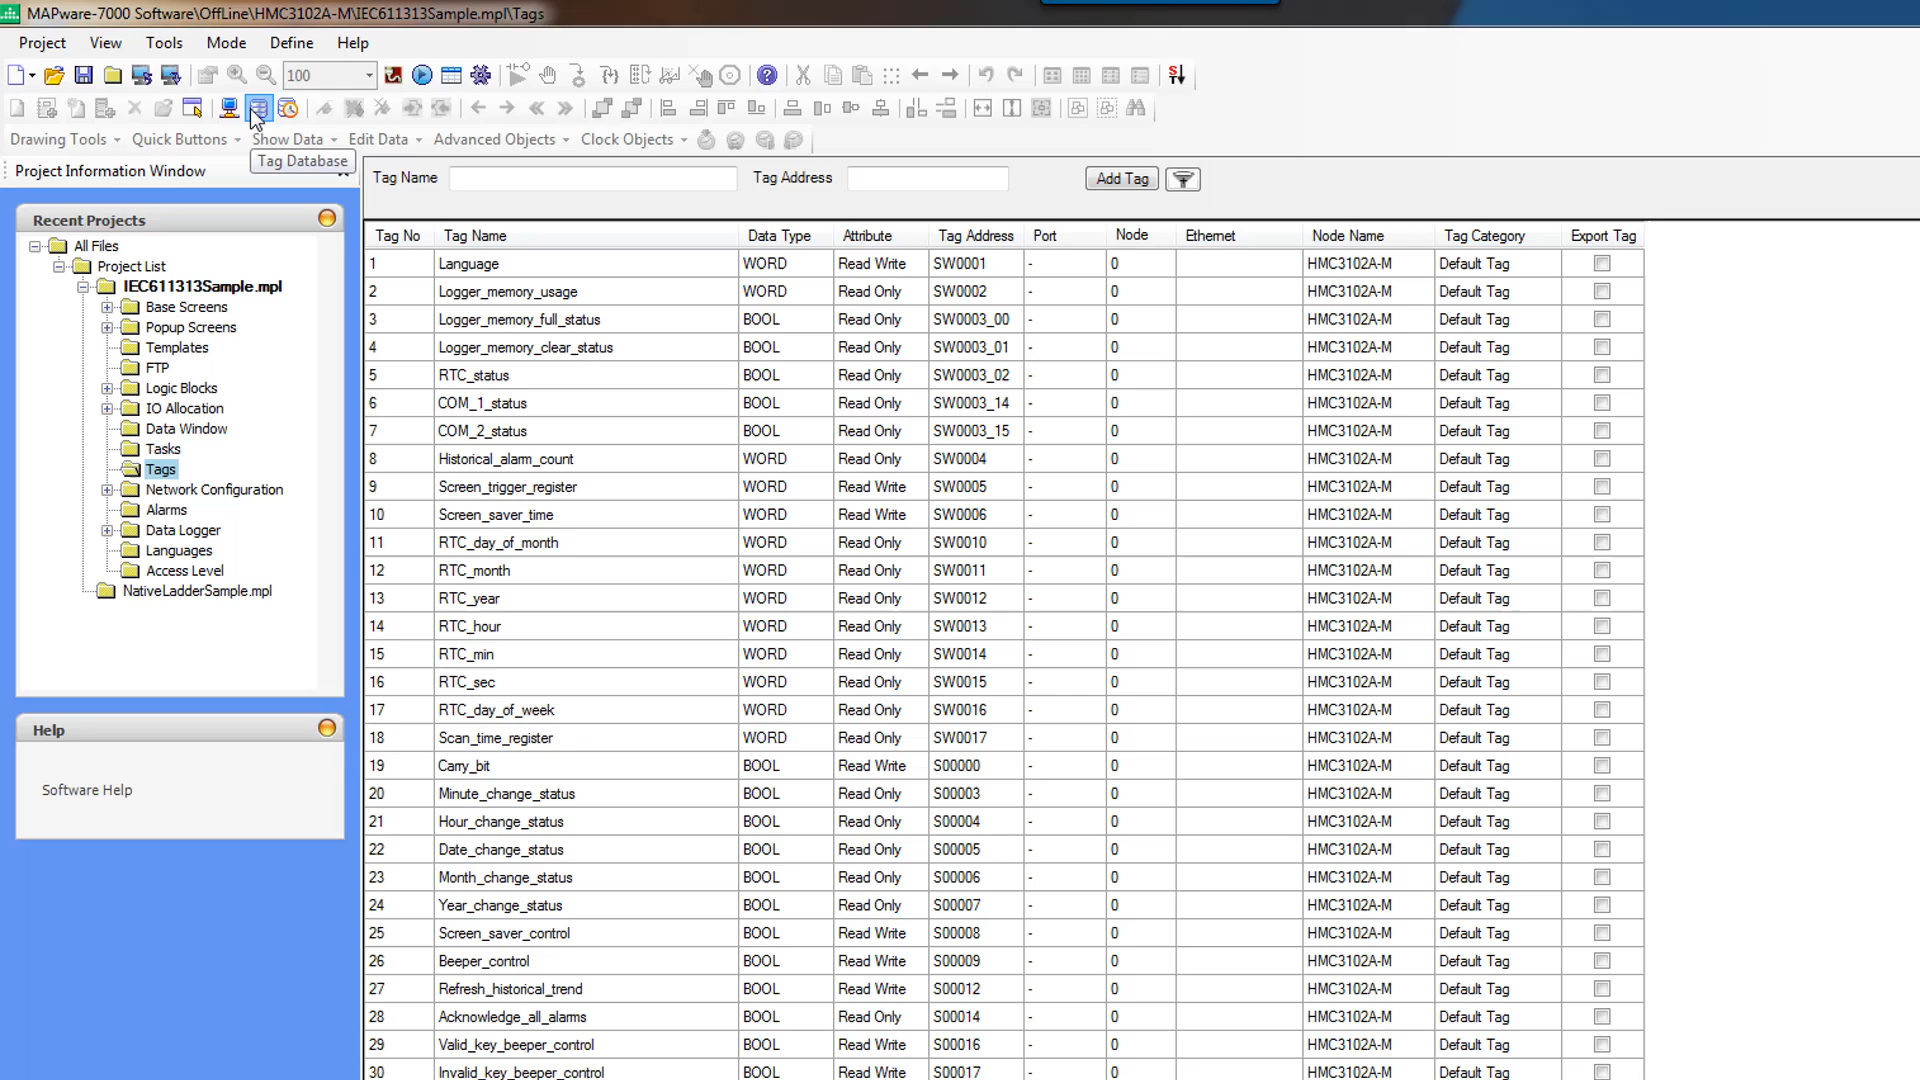 MAPware-7000 Software\OffLine\HMC3102A-M\IEC611313Sample.mpl\Tags
Project View Tools Mode Define Help
100
Drawing Tools Quick Buttons Show Data Edit Data Advanced Objects Clock Objects
Tag Database
Project Information Window
Recent Projects
All Files
Project List
IEC611313Sample.mpl
Base Screens
Popup Screens
Templates
FTP
Logic Blocks
IO Allocation
Data Window
Tasks
Tags
Network Configuration
Alarms
Data Logger
Languages
Access Level
NativeLadderSample.mpl
Help
Software Help
Tag Name Tag Address Add Tag
Tag No Tag Name Data Type Attribute Tag Address Port Node Ethernet Node Name Tag Category Export Tag
1 Language WORD Read Write SW0001 - 0 HMC3102A-M Default Tag
2 Logger_memory_usage WORD Read Only SW0002 - 0 HMC3102A-M Default Tag
3 Logger_memory_full_status BOOL Read Only SW0003_00 - 0 HMC3102A-M Default Tag
4 Logger_memory_clear_status BOOL Read Only SW0003_01 - 0 HMC3102A-M Default Tag
5 RTC_status BOOL Read Only SW0003_02 - 0 HMC3102A-M Default Tag
6 COM_1_status BOOL Read Only SW0003_14 - 0 HMC3102A-M Default Tag
7 COM_2_status BOOL Read Only SW0003_15 - 0 HMC3102A-M Default Tag
8 Historical_alarm_count WORD Read Only SW0004 - 0 HMC3102A-M Default Tag
9 Screen_trigger_register WORD Read Write SW0005 - 0 HMC3102A-M Default Tag
10 Screen_saver_time WORD Read Write SW0006 - 0 HMC3102A-M Default Tag
11 RTC_day_of_month WORD Read Only SW0010 - 0 HMC3102A-M Default Tag
12 RTC_month WORD Read Only SW0011 - 0 HMC3102A-M Default Tag
13 RTC_year WORD Read Only SW0012 - 0 HMC3102A-M Default Tag
14 RTC_hour WORD Read Only SW0013 - 0 HMC3102A-M Default Tag
15 RTC_min WORD Read Only SW0014 - 0 HMC3102A-M Default Tag
16 RTC_sec WORD Read Only SW0015 - 0 HMC3102A-M Default Tag
17 RTC_day_of_week WORD Read Only SW0016 - 0 HMC3102A-M Default Tag
18 Scan_time_register WORD Read Only SW0017 - 0 HMC3102A-M Default Tag
19 Carry_bit BOOL Read Write S00000 - 0 HMC3102A-M Default Tag
20 Minute_change_status BOOL Read Only S00003 - 0 HMC3102A-M Default Tag
21 Hour_change_status BOOL Read Only S00004 - 0 HMC3102A-M Default Tag
22 Date_change_status BOOL Read Only S00005 - 0 HMC3102A-M Default Tag
23 Month_change_status BOOL Read Only S00006 - 0 HMC3102A-M Default Tag
24 Year_change_status BOOL Read Only S00007 - 0 HMC3102A-M Default Tag
25 Screen_saver_control BOOL Read Write S00008 - 0 HMC3102A-M Default Tag
26 Beeper_control BOOL Read Write S00009 - 0 HMC3102A-M Default Tag
27 Refresh_historical_trend BOOL Read Write S00012 - 0 HMC3102A-M Default Tag
28 Acknowledge_all_alarms BOOL Read Only S00014 - 0 HMC3102A-M Default Tag
29 Valid_key_beeper_control BOOL Read Write S00016 - 0 HMC3102A-M Default Tag
30 Invalid_key_beeper_control BOOL Read Write S00017 - 0 HMC3102A-M Default Tag